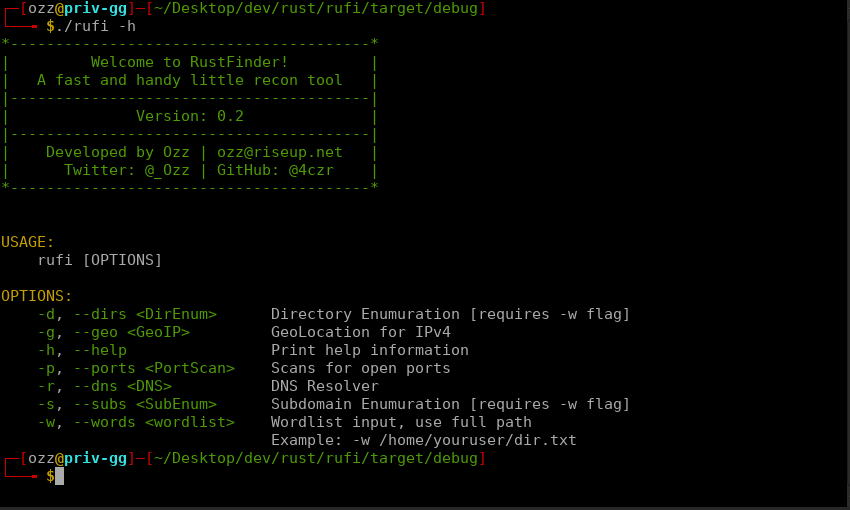 ┌─[ozz@priv-gg]─[~/Desktop/dev/rust/rufi/target/debug]
└──╼ $./rufi -h
*----------------------------------------*
|         Welcome to RustFinder!         |
|   A fast and handy little recon tool   |
|----------------------------------------|
|              Version: 0.2              |
|----------------------------------------|
|    Developed by Ozz | ozz@riseup.net   |
|      Twitter: @_Ozz | GitHub: @4czr    |
*----------------------------------------*
USAGE:
    rufi [OPTIONS]
OPTIONS:
    -d, --dirs <DirEnum>      Directory Enumuration [requires -w flag]
    -g, --geo <GeoIP>         GeoLocation for IPv4
    -h, --help                Print help information
    -p, --ports <PortScan>    Scans for open ports
    -r, --dns <DNS>           DNS Resolver
    -s, --subs <SubEnum>      Subdomain Enumuration [requires -w flag]
    -w, --words <wordlist>    Wordlist input, use full path
                              Example: -w /home/youruser/dir.txt
┌─[ozz@priv-gg]─[~/Desktop/dev/rust/rufi/target/debug]
└──╼ $